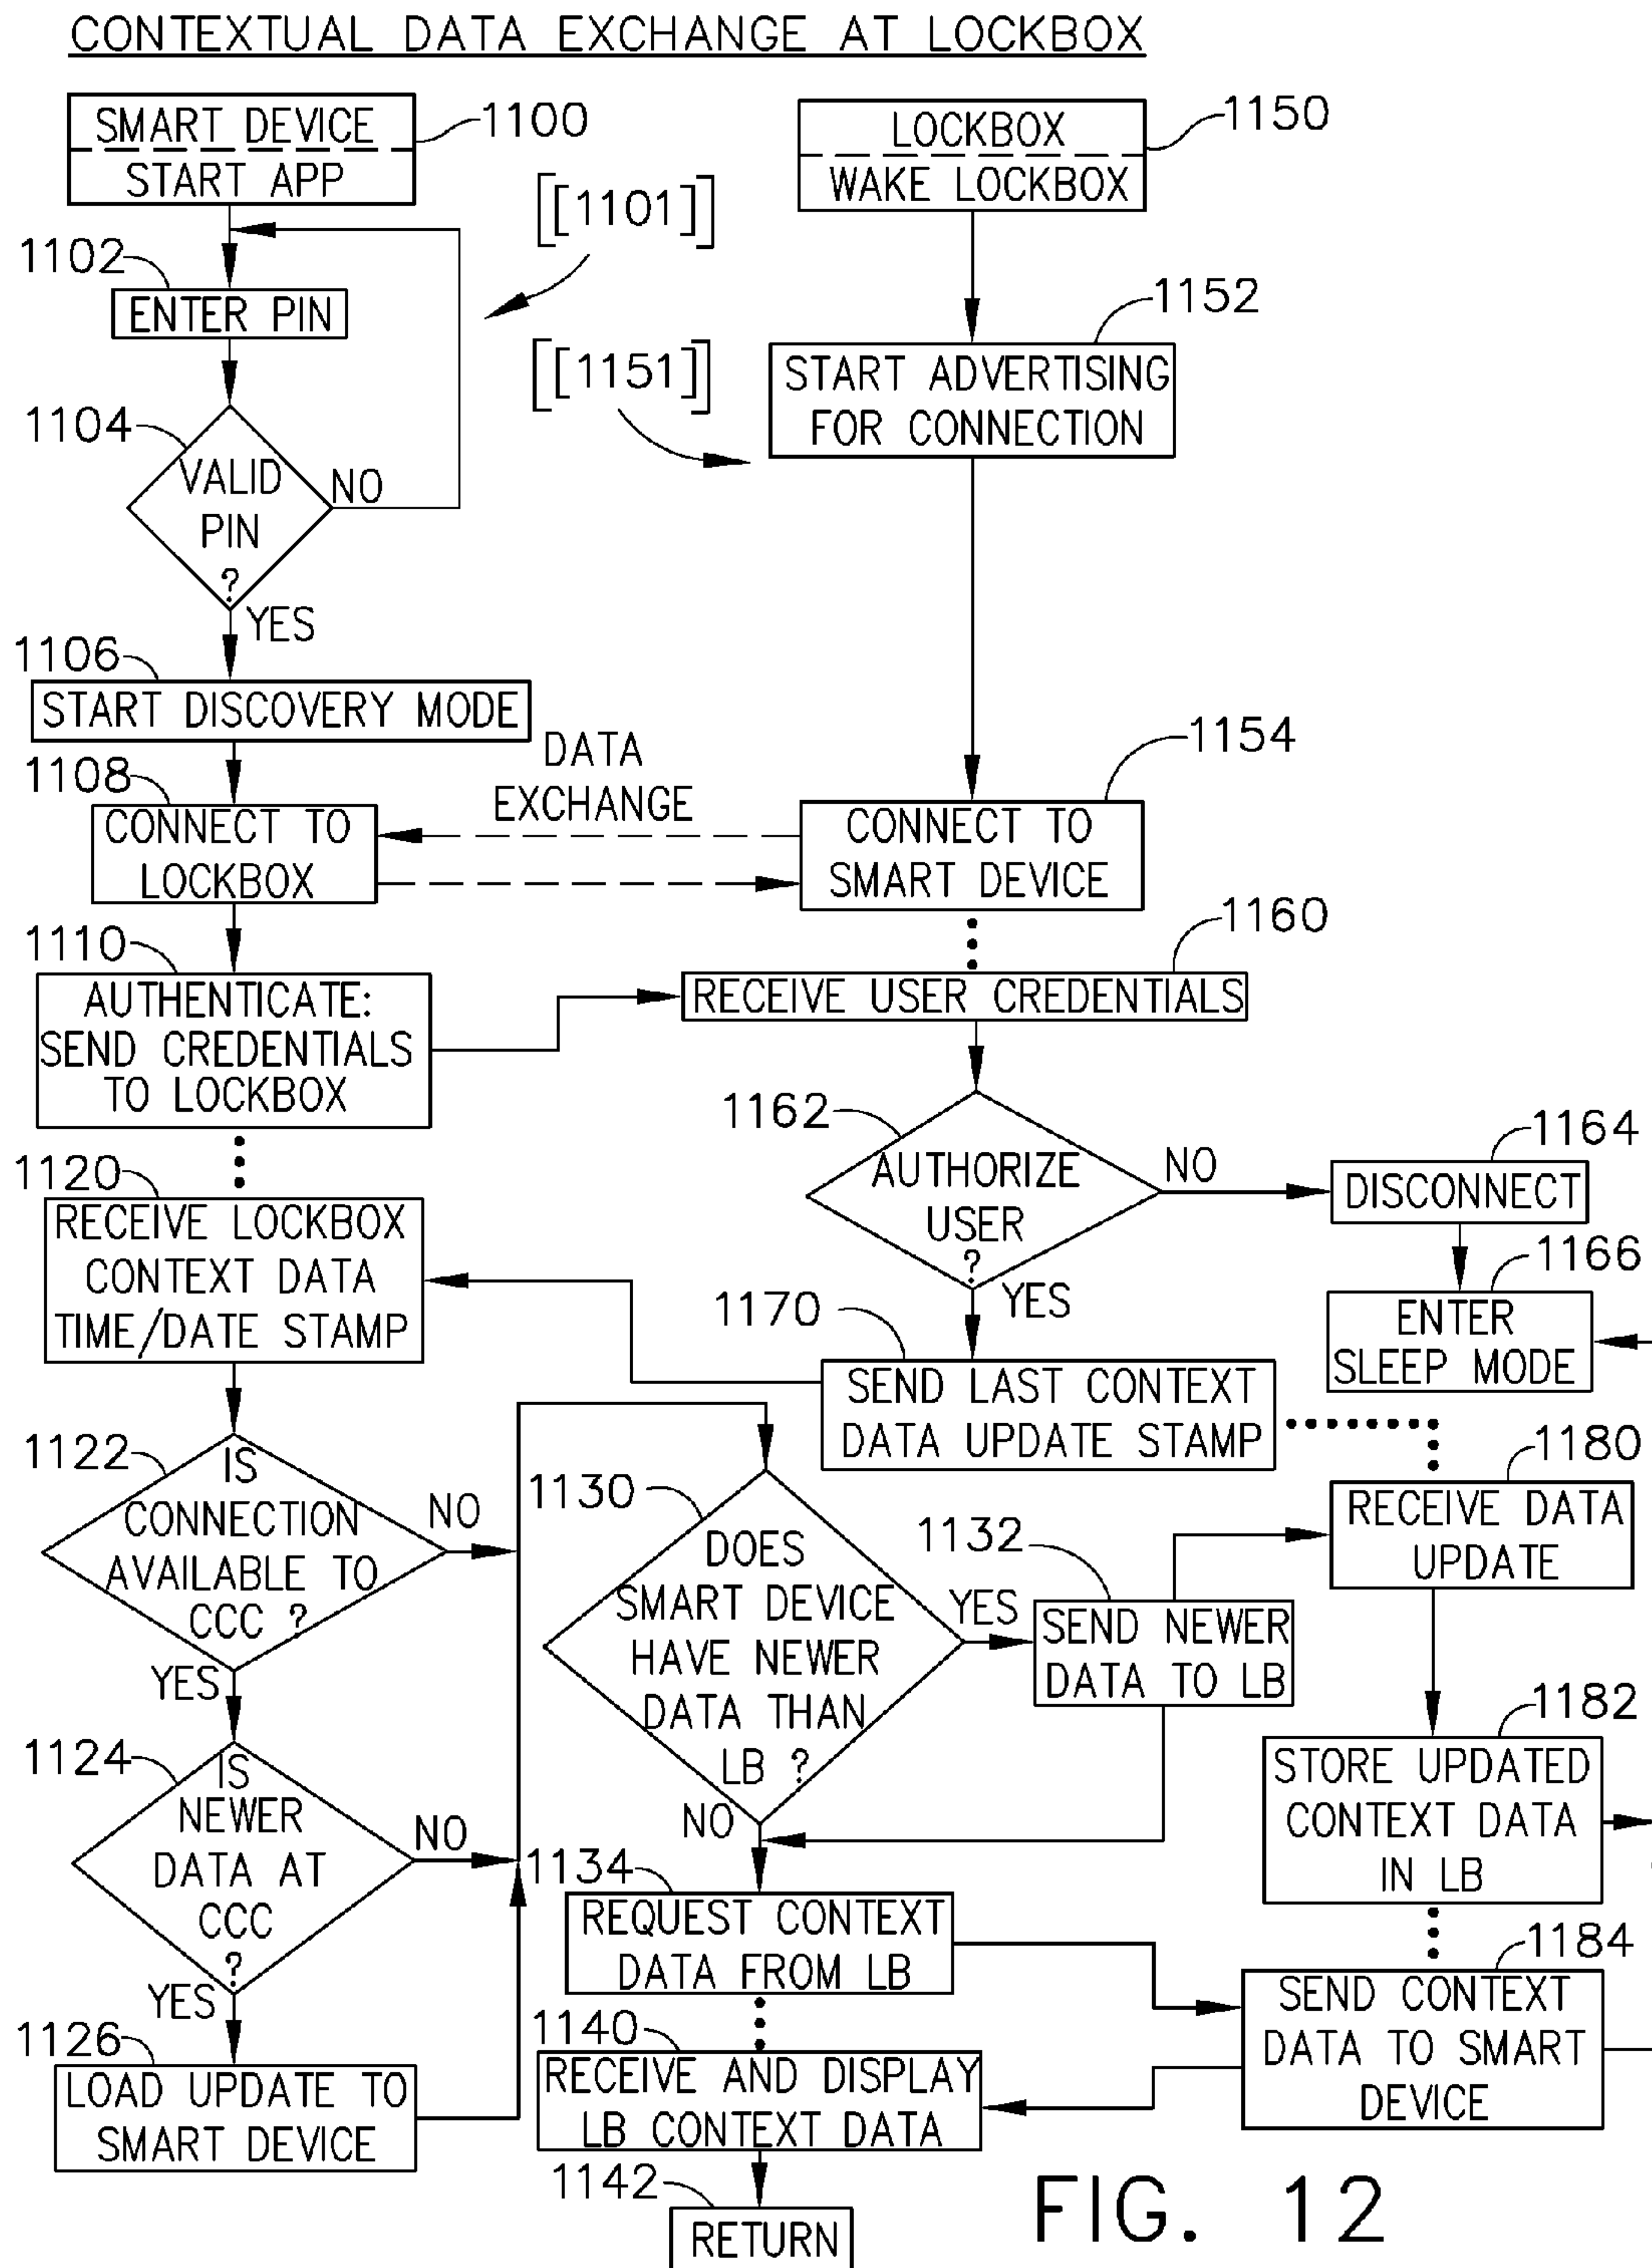 CONTEXTUAL DATA EXCHANGE AT LOCKBOX
SMART DEVICE
START APP
1100
LOCKBOX
WAKE LOCKBOX
1150
[[1101]]
1102
ENTER PIN
[[1151]]
1152
START ADVERTISING
FOR CONNECTION
1104
VALID
PIN
?
NO
YES
1106
START DISCOVERY MODE
1108
CONNECT TO
LOCKBOX
DATA
EXCHANGE
1154
CONNECT TO
SMART DEVICE
1110
AUTHENTICATE:
SEND CREDENTIALS
TO LOCKBOX
1160
RECEIVE USER CREDENTIALS
1162
AUTHORIZE
USER
?
NO
YES
1164
DISCONNECT
1166
ENTER
SLEEP MODE
1120
RECEIVE LOCKBOX
CONTEXT DATA
TIME/DATE STAMP
1170
SEND LAST CONTEXT
DATA UPDATE STAMP
1122
IS
CONNECTION
AVAILABLE TO
CCC ?
NO
YES
1130
DOES
SMART DEVICE
HAVE NEWER
DATA THAN
LB ?
YES
NO
1132
SEND NEWER
DATA TO LB
1180
RECEIVE DATA
UPDATE
1182
STORE UPDATED
CONTEXT DATA
IN LB
1124
IS
NEWER
DATA AT
CCC
?
NO
YES
1134
REQUEST CONTEXT
DATA FROM LB
1184
SEND CONTEXT
DATA TO SMART
DEVICE
1126
LOAD UPDATE TO
SMART DEVICE
1140
RECEIVE AND DISPLAY
LB CONTEXT DATA
1142
RETURN
FIG. 12